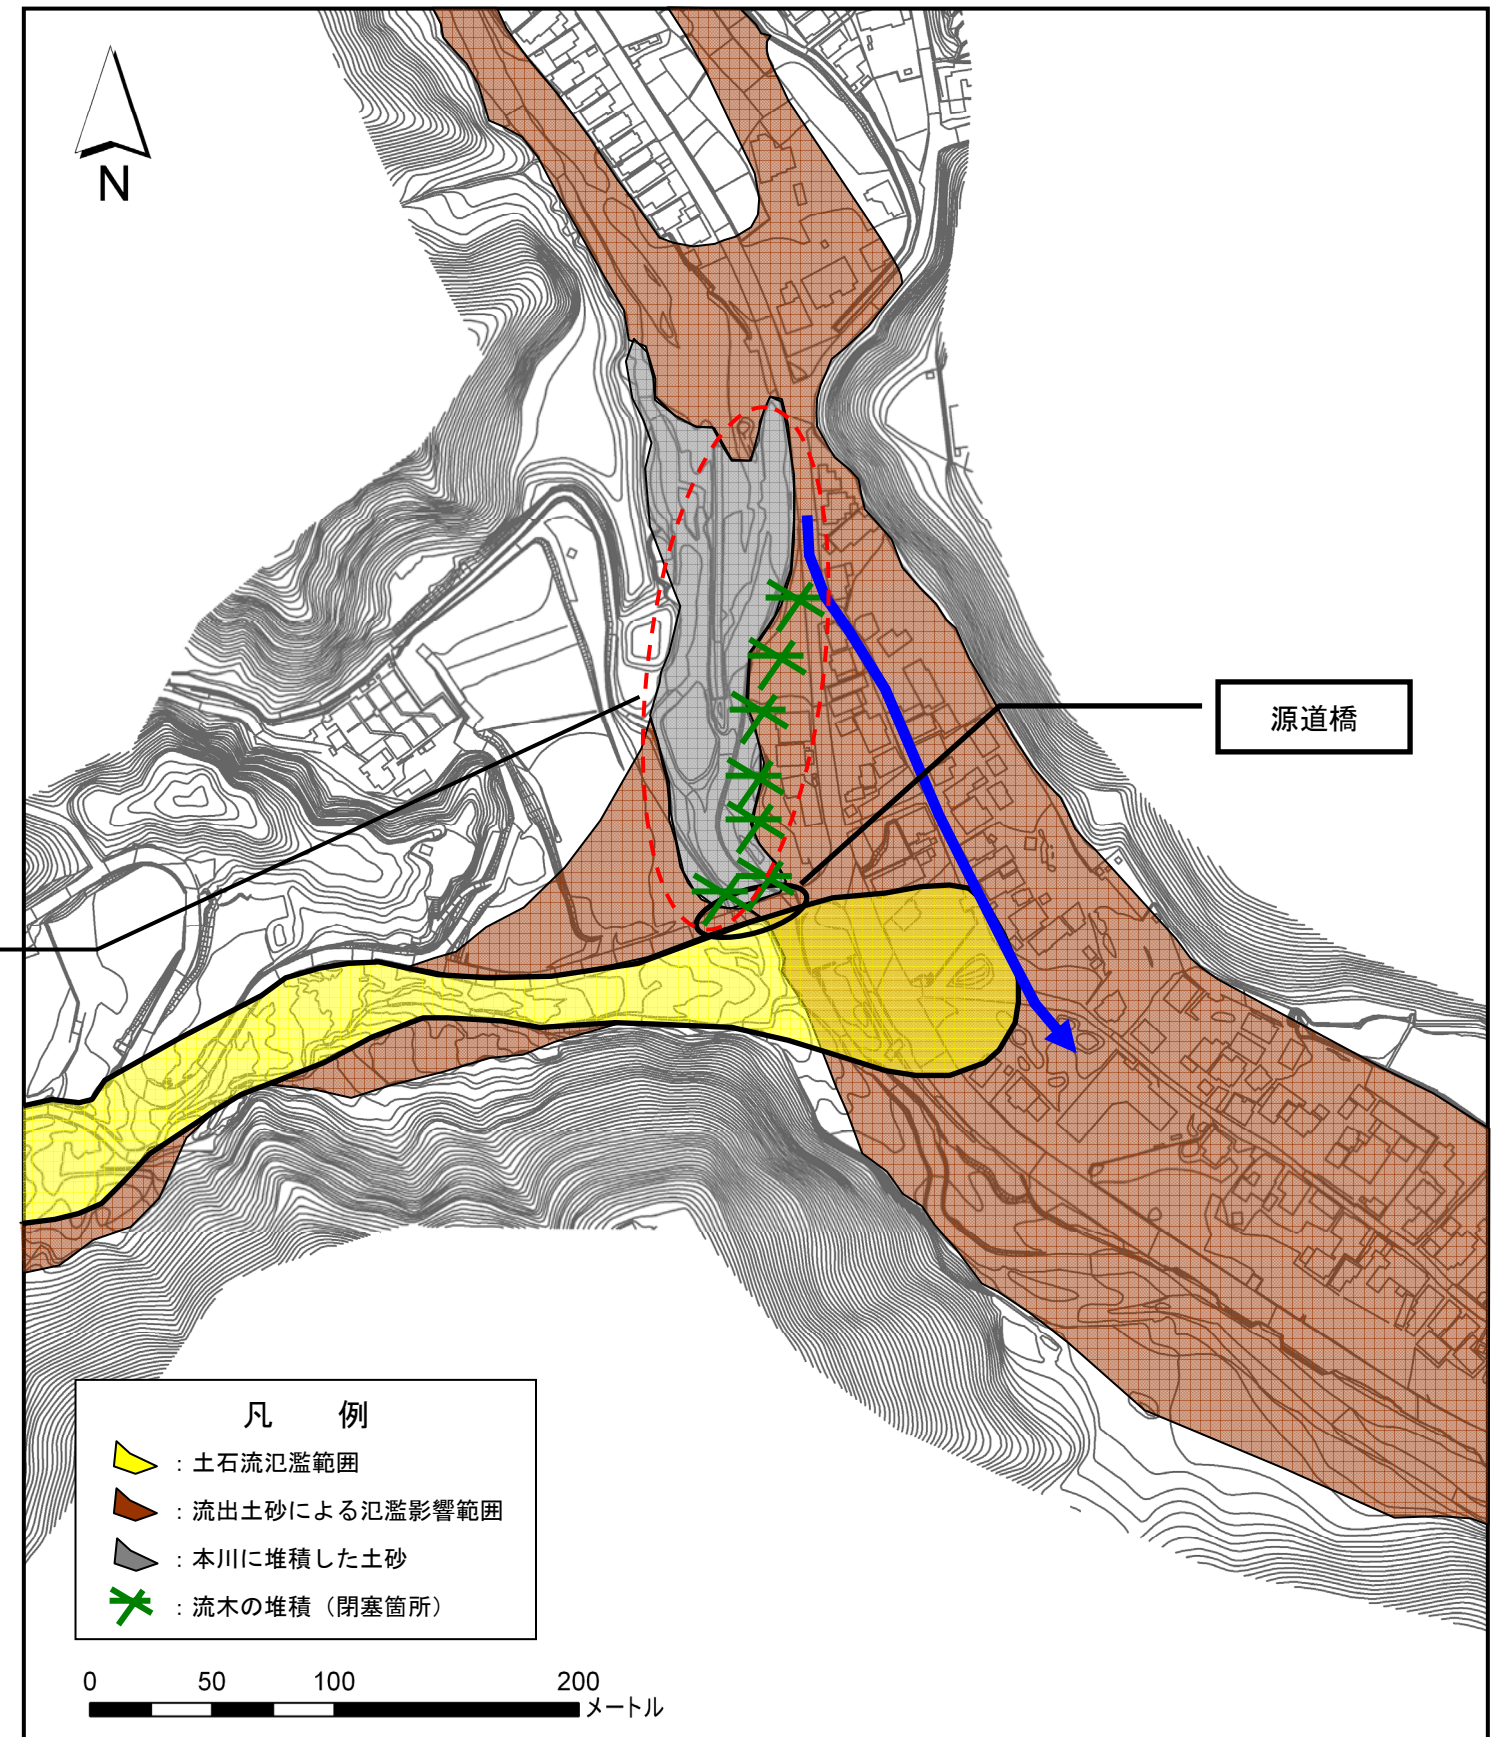 N
源道橋
凡　　例
：土石流氾濫範囲
：流出土砂による氾濫影響範囲
：本川に堆積した土砂
：流木の堆積（閉塞箇所）
0 50 100 200
メートル